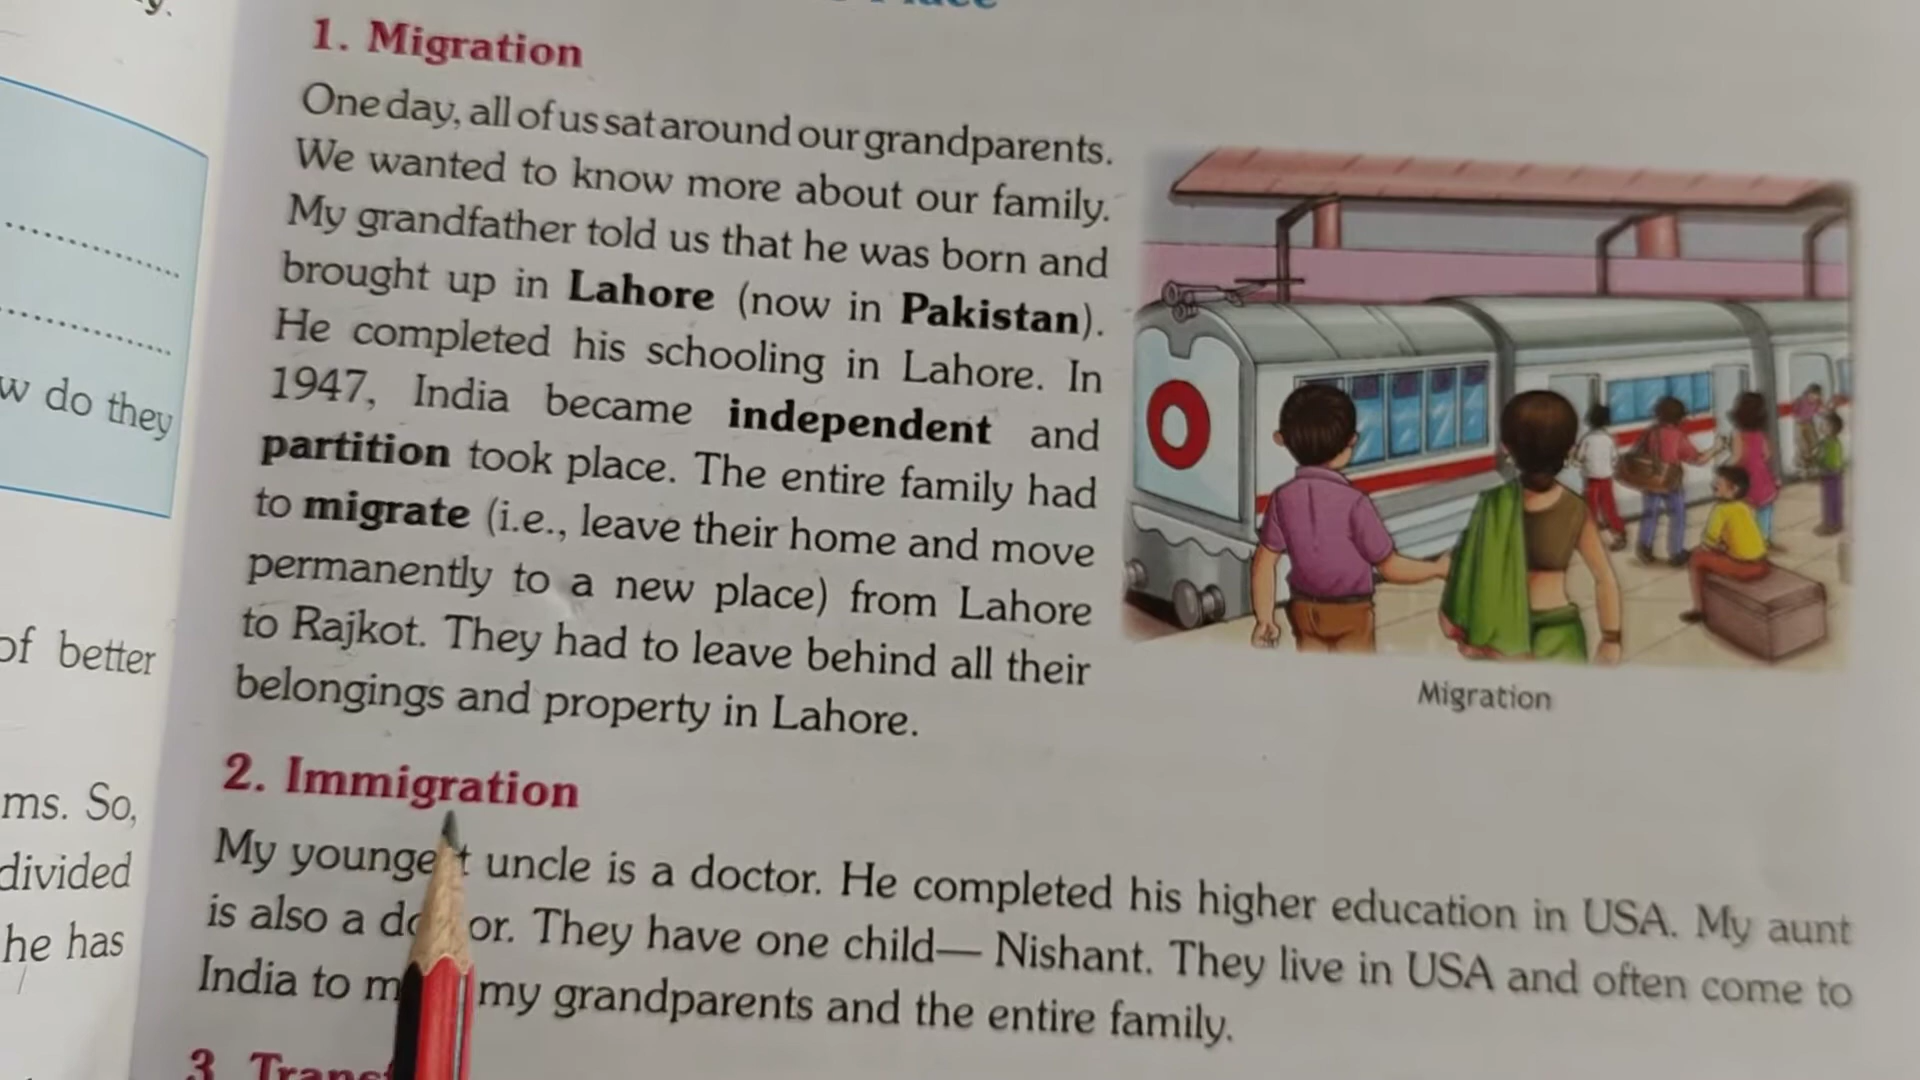 1. Migration
One day, all of us sat around our grandparents.
We wanted to know more about our family.
My grandfather told us that he was born and
brought up in Lahore (now in Pakistan).
He completed his schooling in Lahore. In
1947, India became independent and
partition took place. The entire family had
to migrate (i.e., leave their home and move
permanently to a new place) from Lahore
to Rajkot. They had to leave behind all their
belongings and property in Lahore.
Migration
2. Immigration
My uncle is a doctor. He completed his higher education in USA. My aunt
is also a They have one child— Nishant. They live in USA and often come to
India to my grandparents and the entire family.
3
w do they
of better
ms. So,
divided
he has